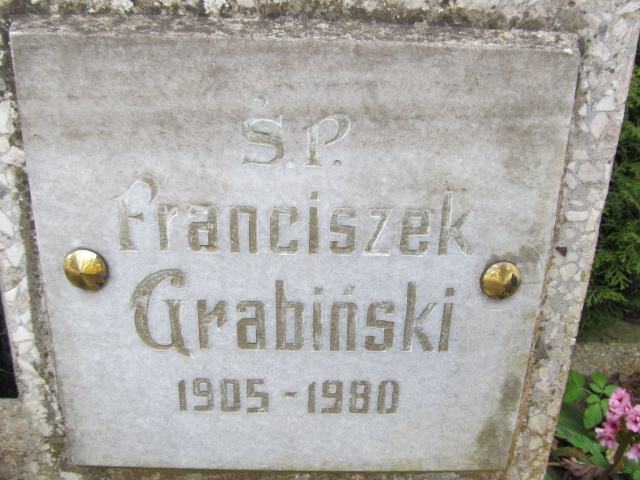 Ś.P.
Franciszek
Grabiński
1905-1980